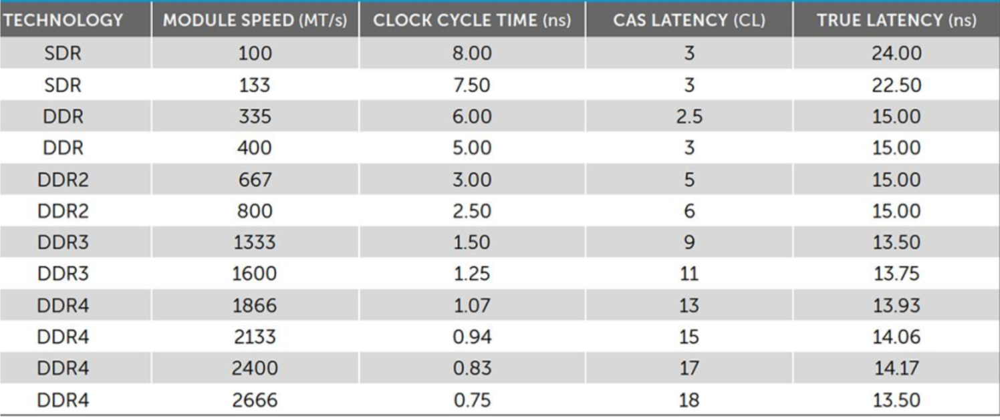 TECHNOLOGY MODULE SPEED (MT/s) CLOCK CYCLE TIME (ns) CAS LATENCY (CL) TRUE LATENCY (ns)
SDR 100 8.00 3 24.00
SDR 133 7.50 3 22.50
DDR 335 6.00 2.5 15.00
DDR 400 5.00 3 15.00
DDR2 667 3.00 5 15.00
DDR2 800 2.50 6 15.00
DDR3 1333 1.50 9 13.50
DDR3 1600 1.25 11 13.75
DDR4 1866 1.07 13 13.93
DDR4 2133 0.94 15 14.06
DDR4 2400 0.83 17 14.17
DDR4 2666 0.75 18 13.50